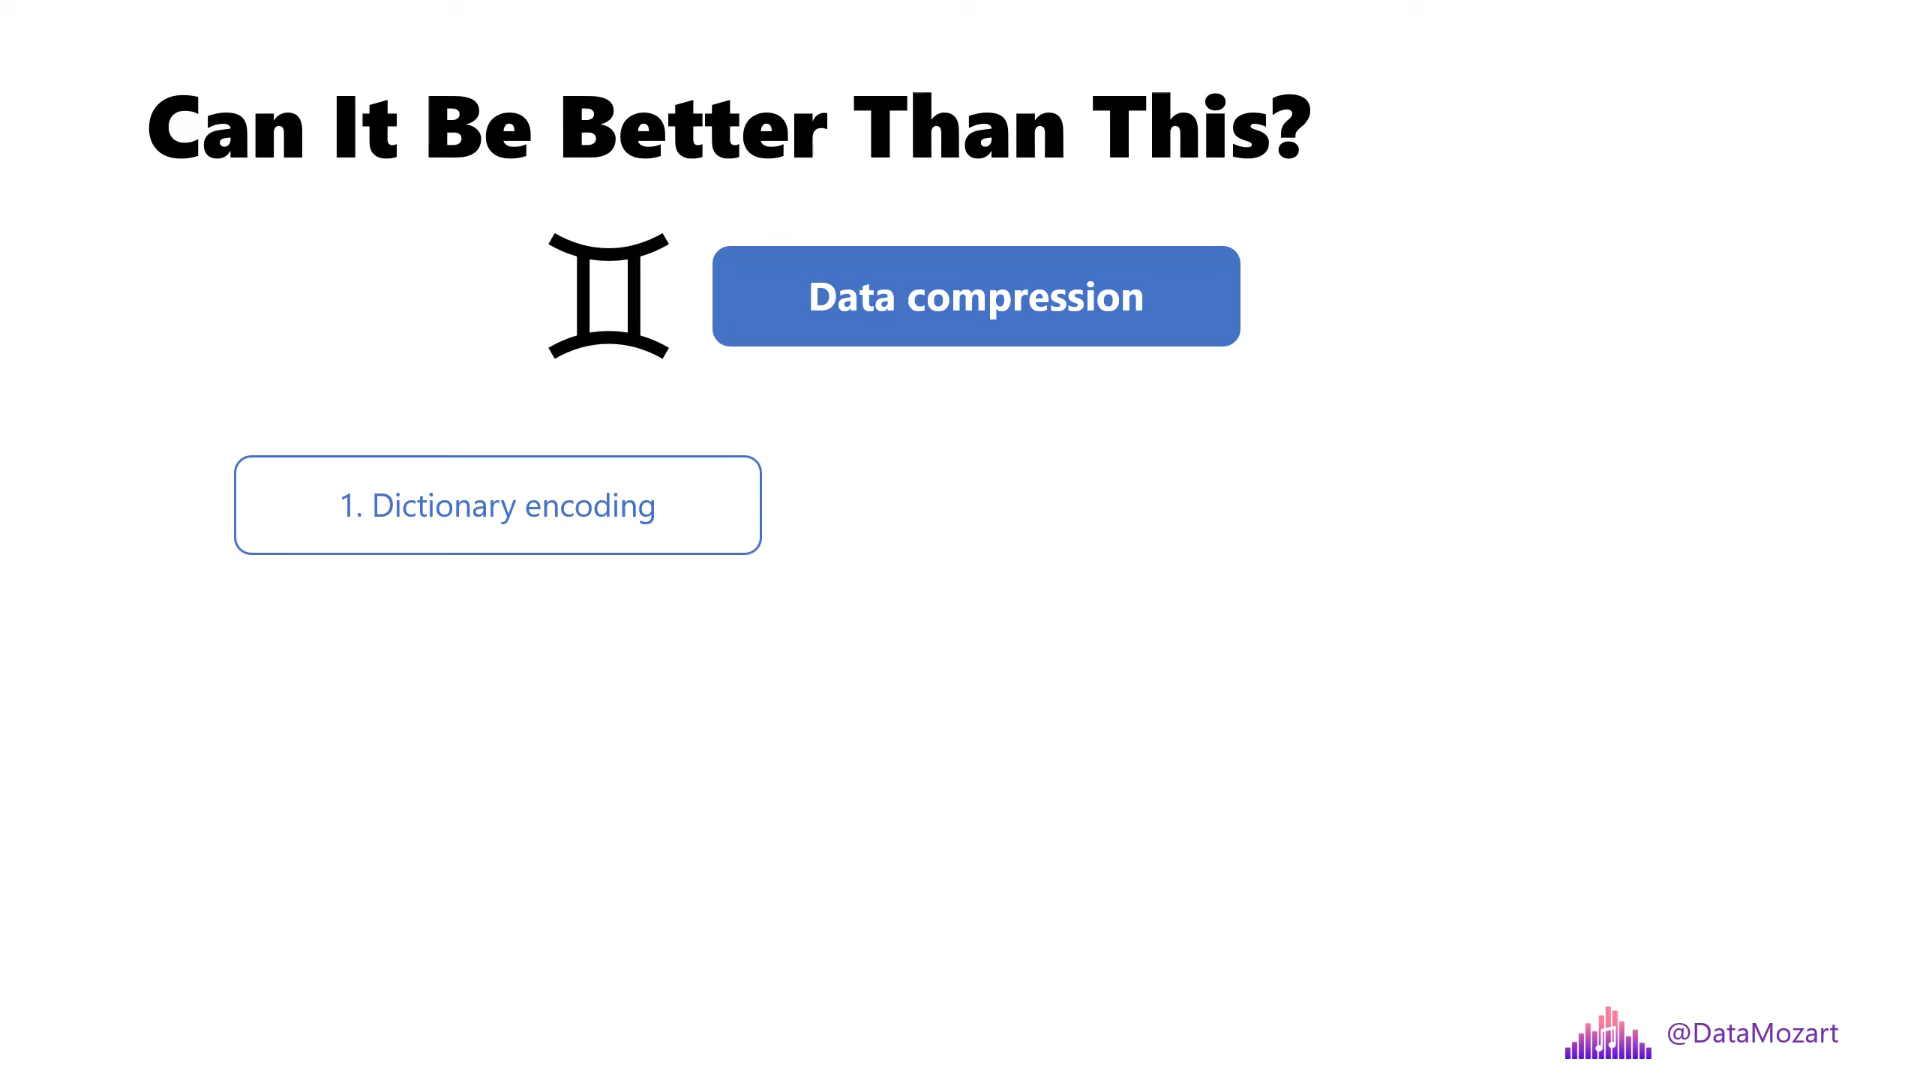 Can It Be Better Than This?
Data compression
1. Dictionary encoding
@DataMozart